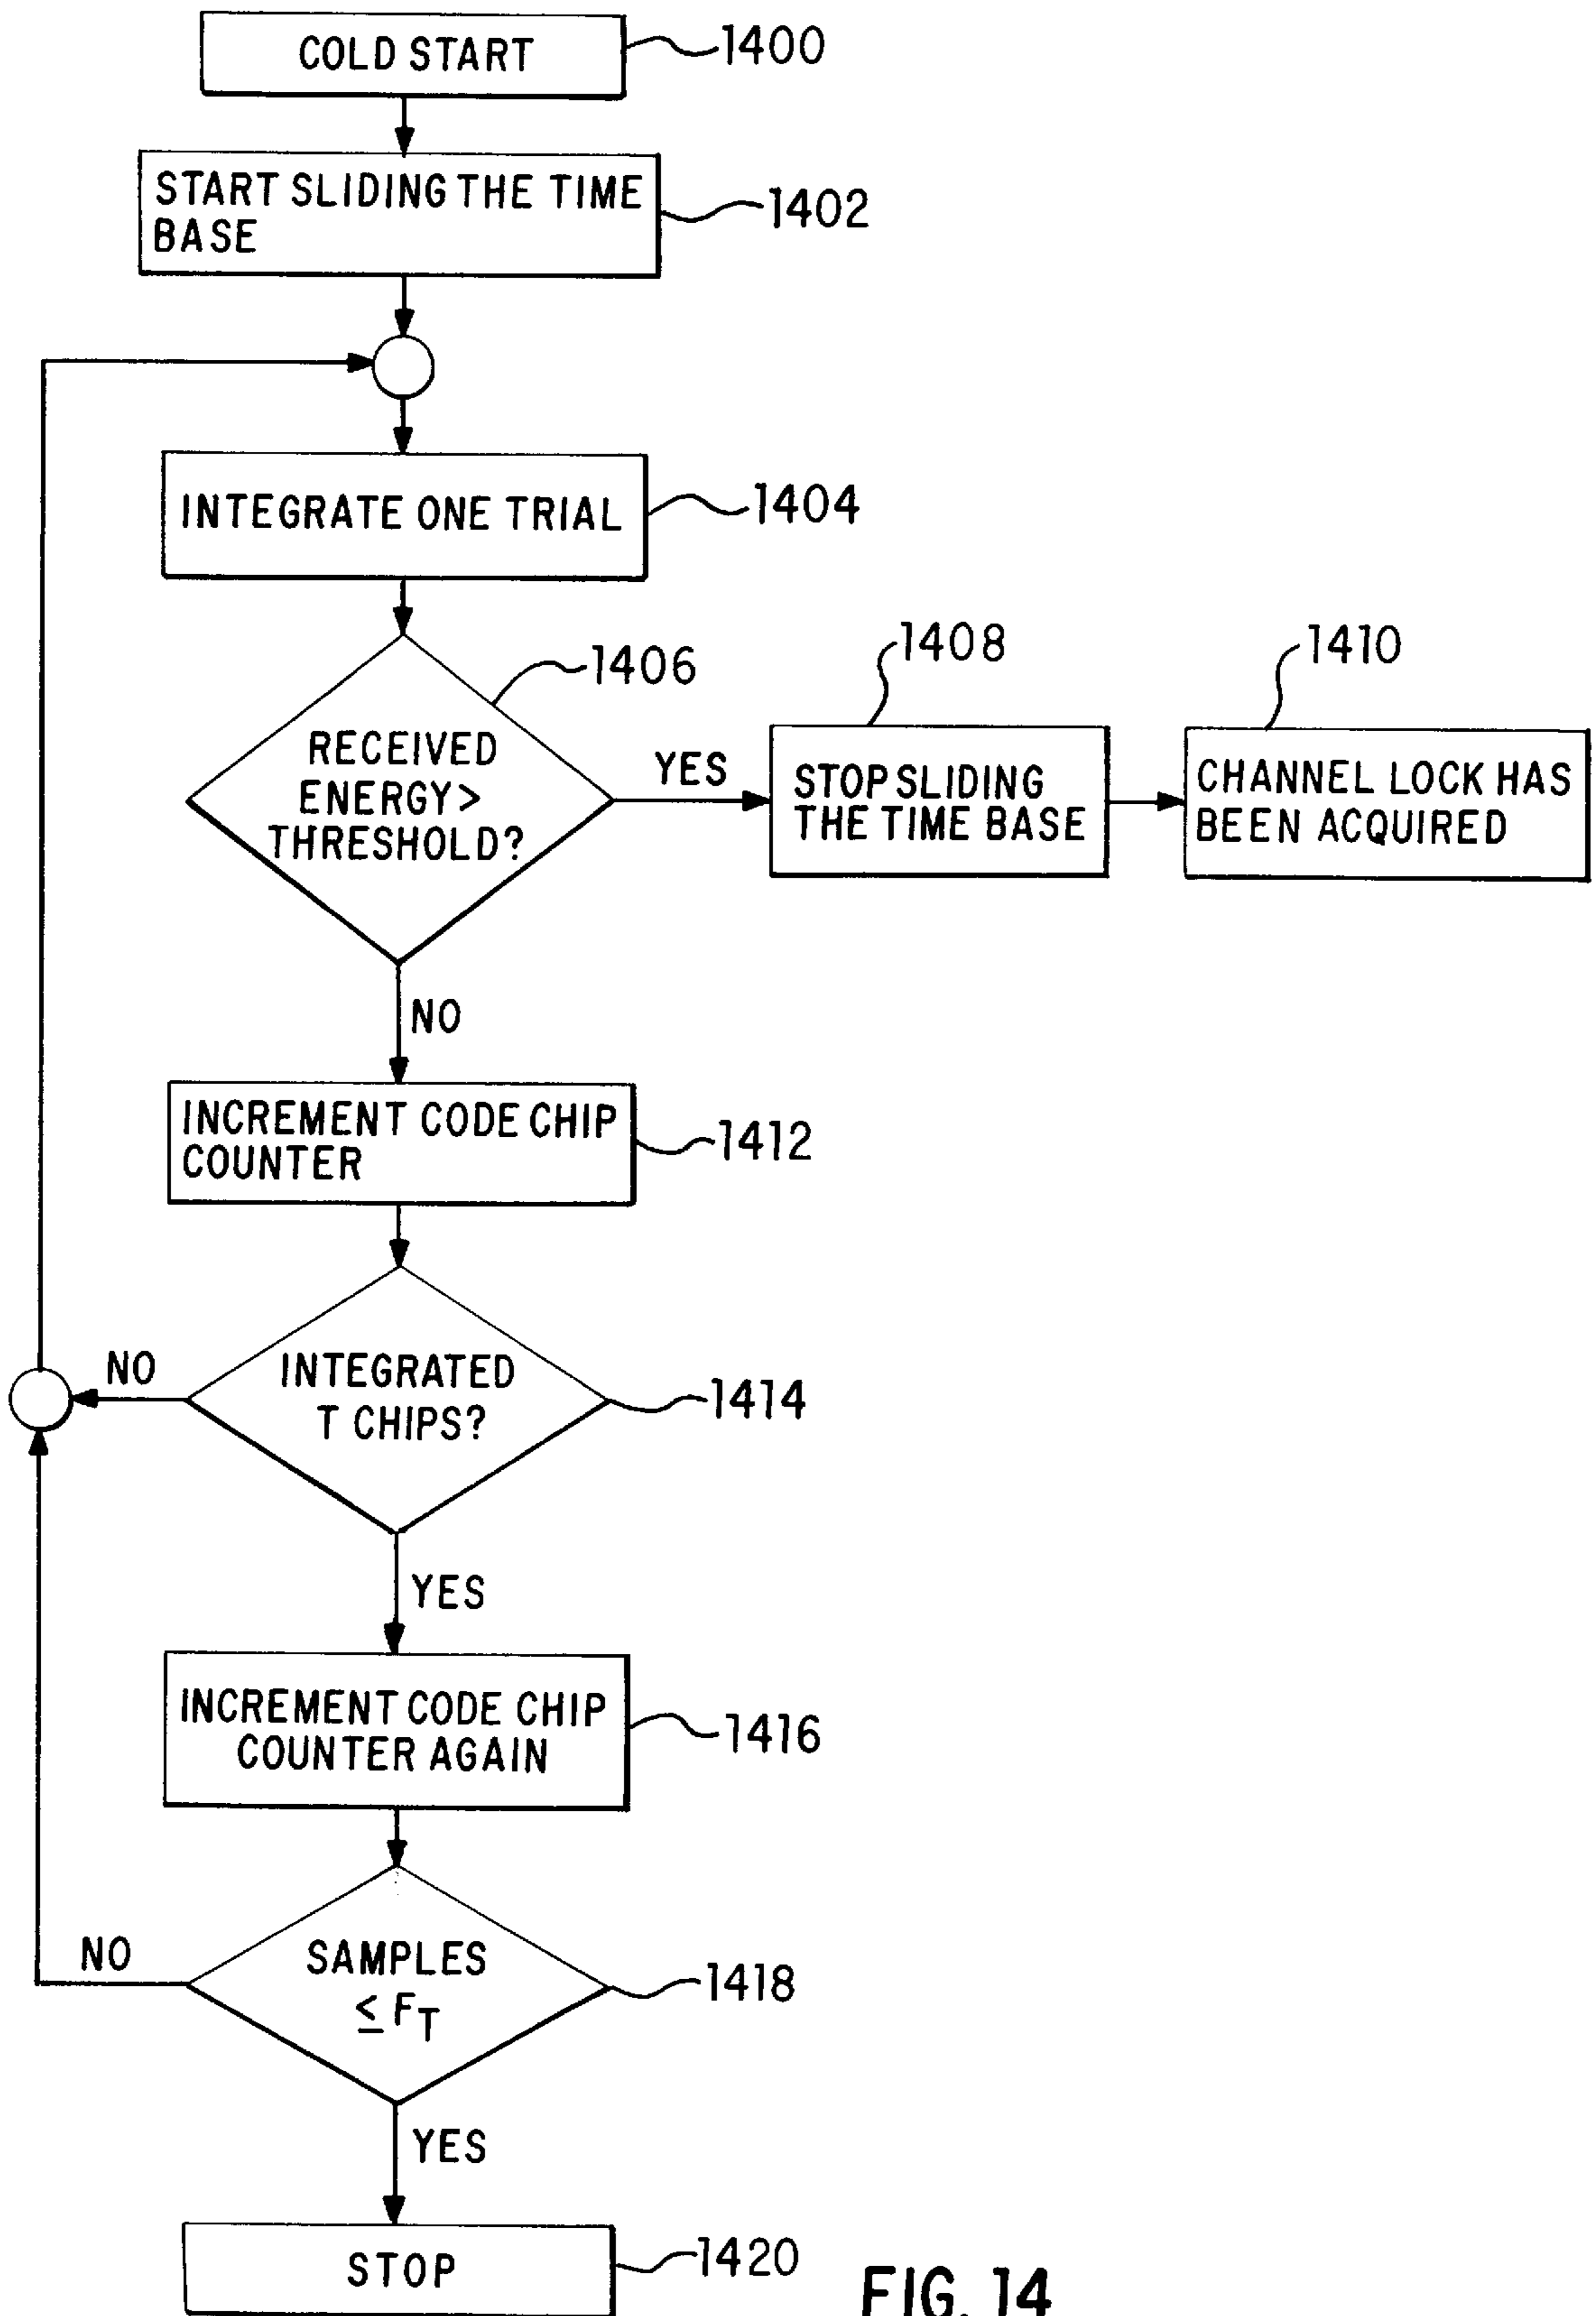 COLD START
1400
START SLIDING THE TIME
BASE
1402
INTEGRATE ONE TRIAL
1404
1406
RECEIVED
ENERGY>
THRESHOLD?
YES
1408
STOP SLIDING
THE TIME BASE
1410
CHANNEL LOCK HAS
BEEN ACQUIRED
NO
INCREMENT CODE CHIP
COUNTER
1412
NO
INTEGRATED
T CHIPS?
1414
YES
INCREMENT CODE CHIP
COUNTER AGAIN
1416
NO
SAMPLES
≤ FT
1418
YES
STOP
1420
FIG. 14